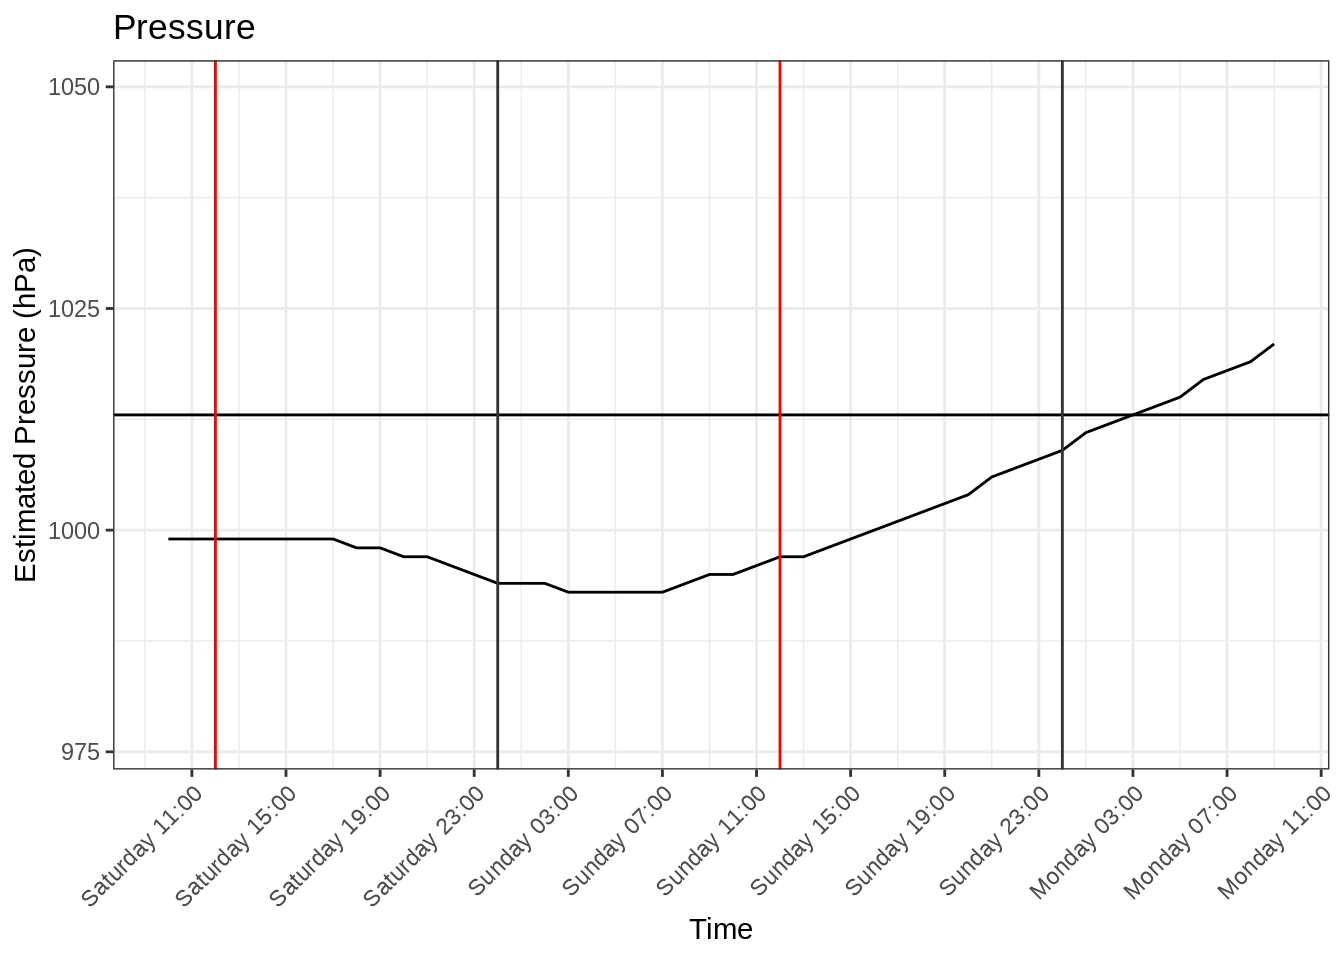 Pressure
Estimated Pressure (hPa)
1050
1025
1000
975
Saturday 11:00
Saturday 15:00
Saturday 19:00
Saturday 23:00
Sunday 03:00
Sunday 07:00
Sunday 11:00
Sunday 15:00
Sunday 19:00
Sunday 23:00
Monday 03:00
Monday 07:00
Monday 11:00
Time